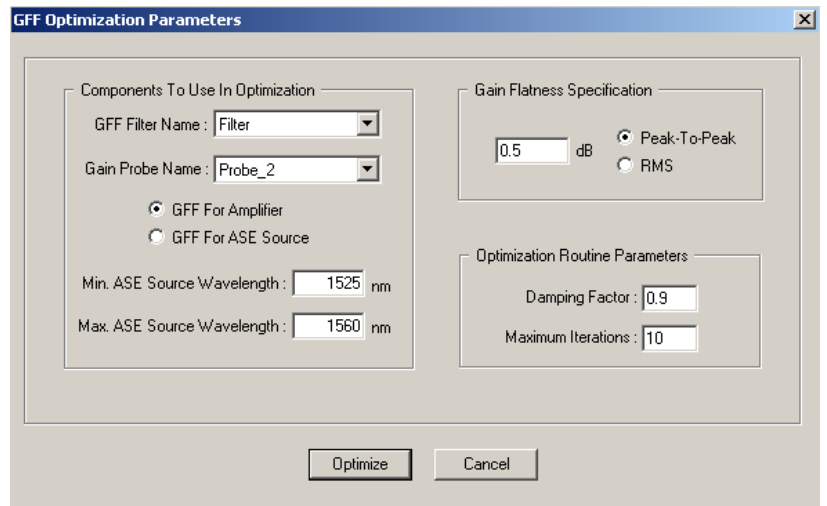 GFF Optimization Parameters
Components To Use In Optimization
GFF Filter Name : Filter
Gain Probe Name : Probe_2
GFF For Amplifier
GFF For ASE Source
Min. ASE Source Wavelength : 1525 nm
Max. ASE Source Wavelength : 1560 nm
Gain Flatness Specification
0.5 dB
Peak-To-Peak
RMS
Optimization Routine Parameters
Damping Factor : 0.9
Maximum Iterations : 10
Optimize
Cancel